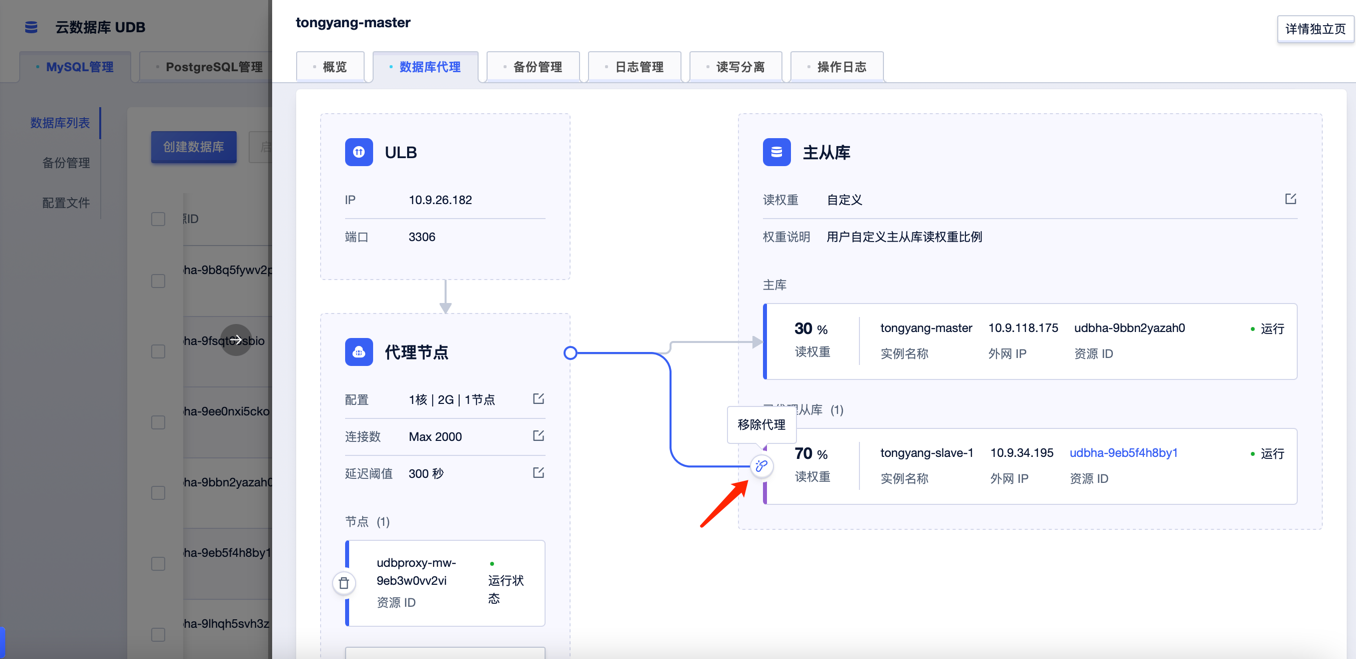 云数据库 UDB
MySQL管理
PostgreSQL管理
数据库列表
备份管理
配置文件
创建数据库
ID
ha-9b8q5fywv2p
ha-9ee0nxi5cko
ha-9bbn2yazah0
ha-9eb5f4h8by1
ha-9lhqh5svh3z
tongyang-master
详情独立页
概览
数据库代理
备份管理
日志管理
读写分离
操作日志
ULB
IP 10.9.26.182
端口 3306
代理节点
配置 1核 | 2G | 1节点
连接数 Max 2000
延迟阈值 300 秒
节点 (1)
udbproxy-mw-
9eb3w0vv2vi
资源 ID
运行状
态
主从库
读权重 自定义
权重说明 用户自定义主从库读权重比例
主库
30 % tongyang-master 10.9.118.175 udbha-9bbn2yazah0 运行
读权重 实例名称 外网 IP 资源 ID
代理从库 (1)
移除代理
70 % tongyang-slave-1 10.9.34.195 udbha-9eb5f4h8by1 运行
读权重 实例名称 外网 IP 资源 ID